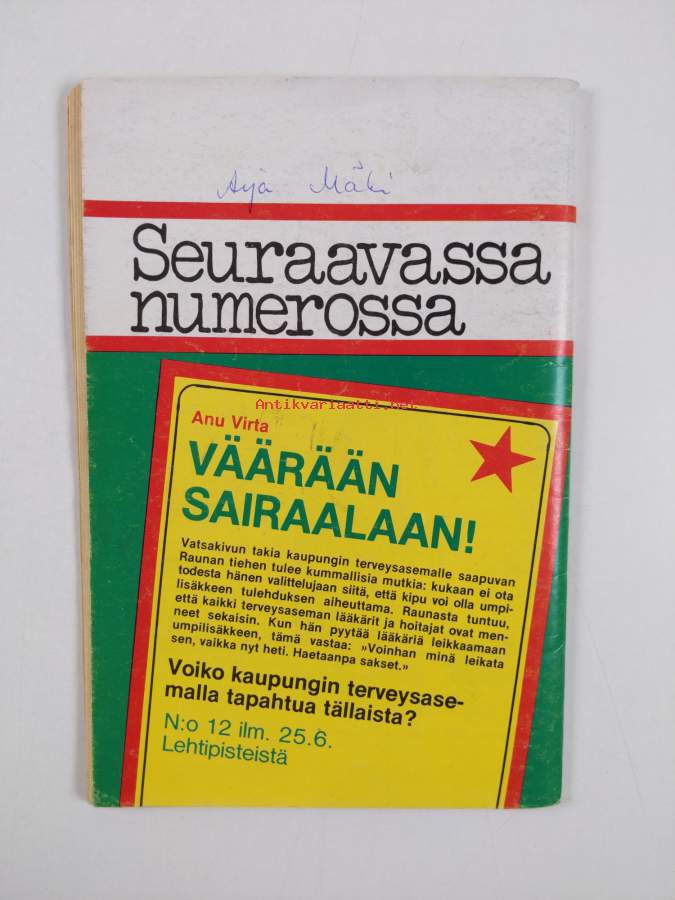 Arja Mäki
Seuraavassa
numerossa
Antikvariaatti.net
Anu Virta
VÄÄRÄÄN
SAIRAALAAN!
Vatsakivun takia kaupungin terveysasemalle saapuvan
Raunan tiehen tulee kummallisia mutkia: kukaan ei ota
todesta hänen valittelujaan siitä, että kipu voi olla umpi-
lisäkkeen tulehduksen aiheuttama. Raunasta tuntuu,
että kaikki terveysaseman lääkärit ja hoitajat ovat men-
neet sekaisin. Kun hän pyytää lääkäriä leikkaamaan
umpilisäkkeen, tämä vastaa: »Voinhan minä leikata
sen, vaikka nyt heti. Haetaanpa sakset.»
Voiko kaupungin terveysase-
malla tapahtua tällaista?
N:o 12 ilm. 25.6.
Lehtipisteistä